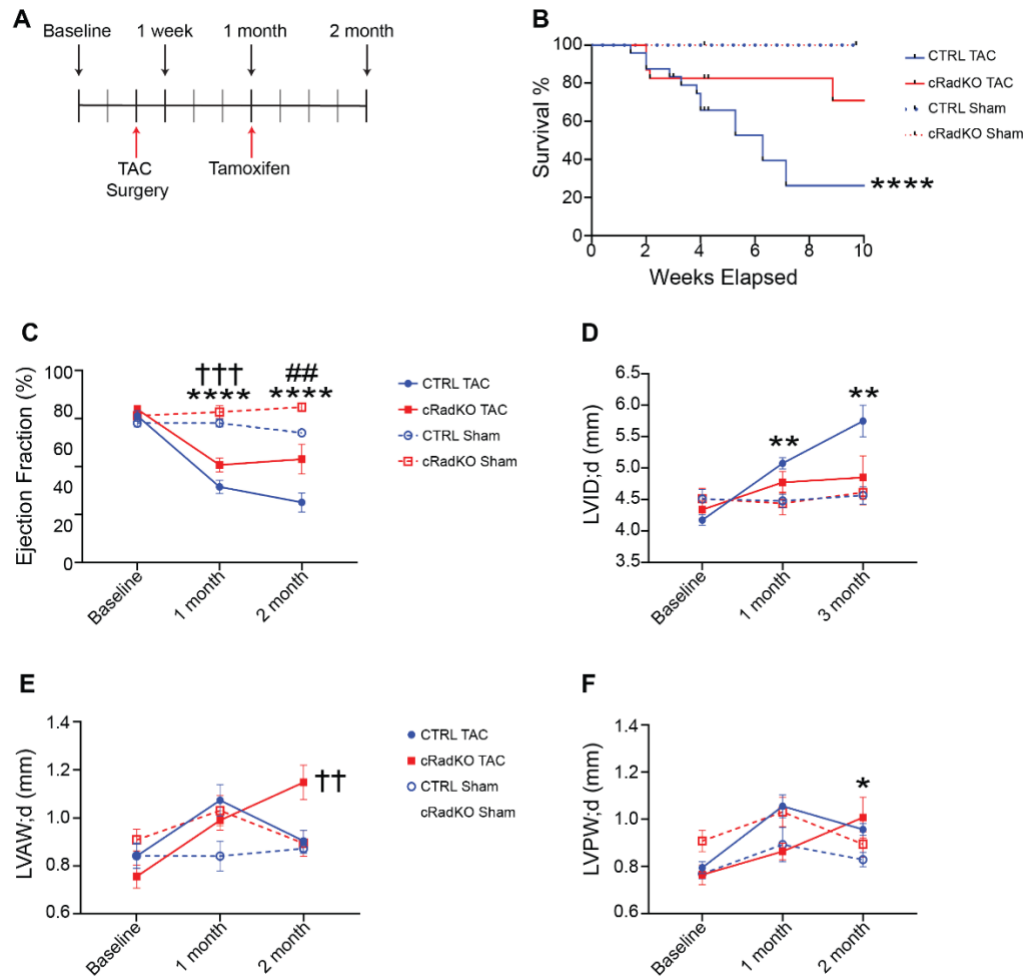 A
Baseline 1 week 1 month 2 month
TAC
Surgery
Tamoxifen
B
Survival %
100
80
60
40
20
0
0 2 4 6 8 10
Weeks Elapsed
****
CTRL TAC
cRadKO TAC
CTRL Sham
cRadKO Sham
C
Ejection Fraction (%)
100
80
60
40
20
0
††† ##
**** ****
Baseline
1 month
2 month
CTRL TAC
cRadKO TAC
CTRL Sham
cRadKO Sham
D
LVID;d (mm)
6.5
6.0
5.5
5.0
4.5
4.0
3.5
** **
Baseline
1 month
3 month
E
LVAW;d (mm)
1.4
1.2
1.0
0.8
0.6
††
Baseline
1 month
2 month
CTRL TAC
cRadKO TAC
CTRL Sham
cRadKO Sham
F
LVPW;d (mm)
1.4
1.2
1.0
0.8
0.6
*
Baseline
1 month
2 month